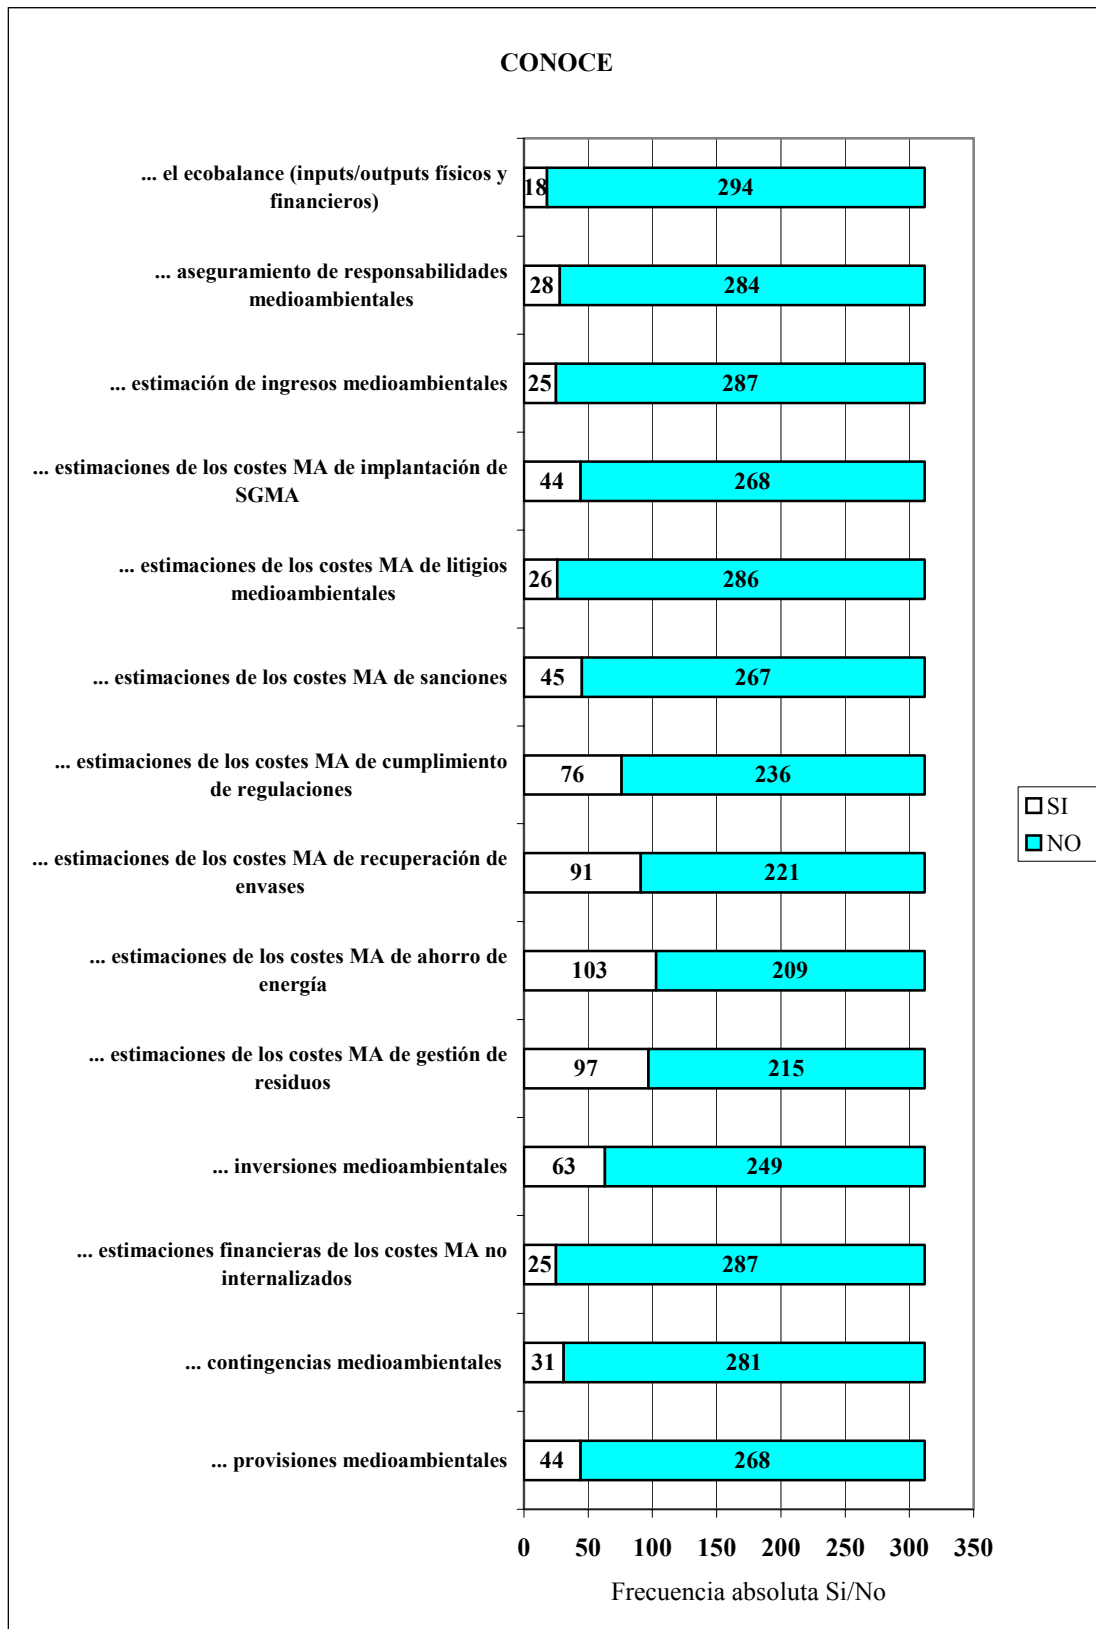 CONOCE
... el ecobalance (inputs/outputs físicos y
financieros)
18
294
... aseguramiento de responsabilidades
medioambientales
28
284
... estimación de ingresos medioambientales
25
287
... estimaciones de los costes MA de implantación de
SGMA
44
268
... estimaciones de los costes MA de litigios
medioambientales
26
286
... estimaciones de los costes MA de sanciones
45
267
... estimaciones de los costes MA de cumplimiento
de regulaciones
76
236
... estimaciones de los costes MA de recuperación de
envases
91
221
... estimaciones de los costes MA de ahorro de
energía
103
209
... estimaciones de los costes MA de gestión de
residuos
97
215
... inversiones medioambientales
63
249
... estimaciones financieras de los costes MA no
internalizados
25
287
... contingencias medioambientales
31
281
... provisiones medioambientales
44
268
0 50 100 150 200 250 300 350
Frecuencia absoluta Si/No
SI
NO